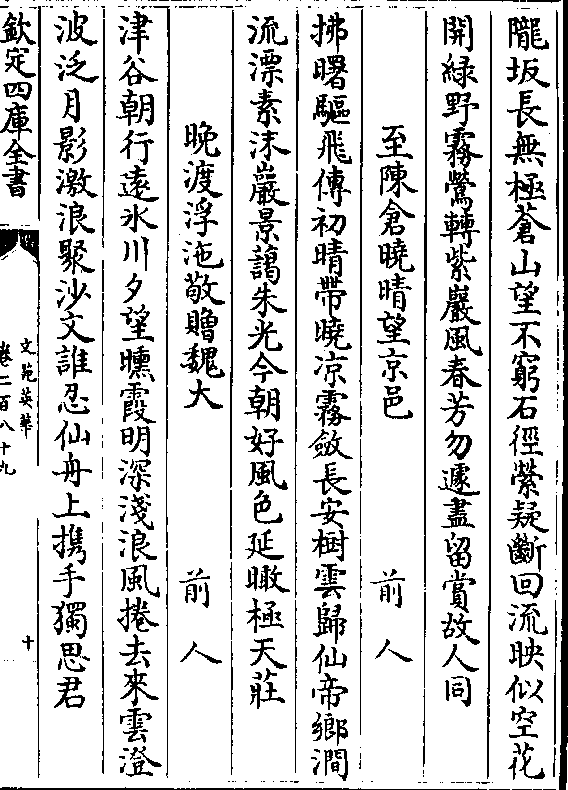 隴坂長無極蒼山望不窮石徑縈疑斷回流映似空花
開綠野霧鶯轉紫巖風春芳勿遽盡留賞故人同
至陳倉曉晴望京邑 前人
拂曙驅飛傳初晴帶曉凉霧斂長安樹雲歸仙帝鄉澗
流漂素沫巖景藹朱光今朝好風色延瞰極天莊
晚渡浮沲敬贈魏大 前人
津谷朝行遠氷川夕望曛霞明深淺浪風捲去來雲澄
波泛月影激浪聚沙文誰忍仙舟上携手獨思君
欽定四庫全書
文苑英華
卷二百八十九
十